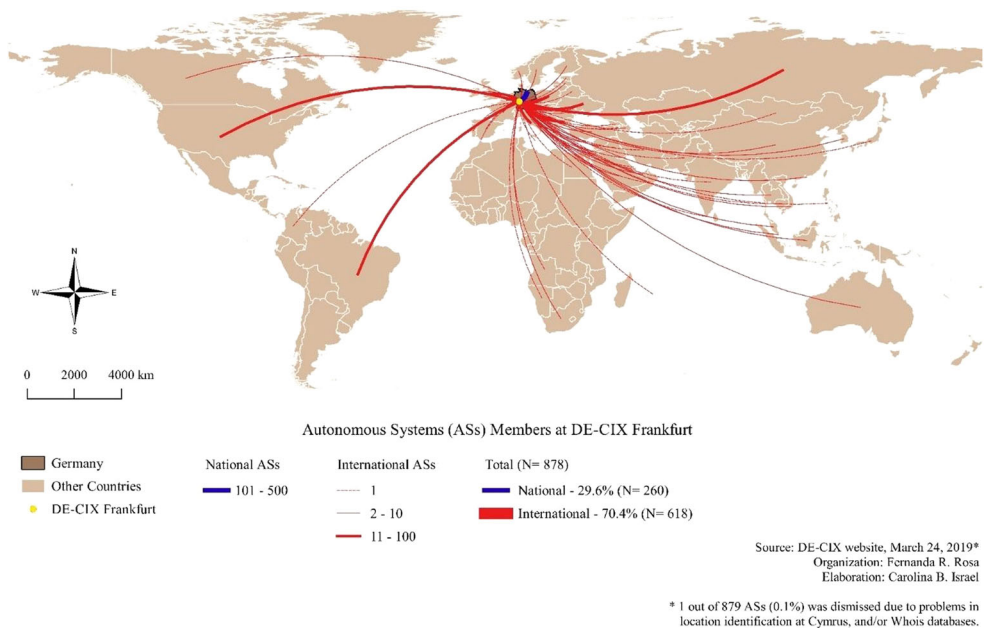 N
W E
S
0 2000 4000 km
Autonomous Systems (ASs) Members at DE-CIX Frankfurt
Germany
Other Countries
DE-CIX Frankfurt
National ASs
101 - 500
International ASs
1
2 - 10
11 - 100
Total (N= 878)
National - 29.6% (N= 260)
International - 70.4% (N= 618)
Source: DE-CIX website, March 24, 2019*
Organization: Fernanda R. Rosa
Elaboration: Carolina B. Israel
* 1 out of 879 ASs (0.1%) was dismissed due to problems in
location identification at Cymrus, and/or Whois databases.